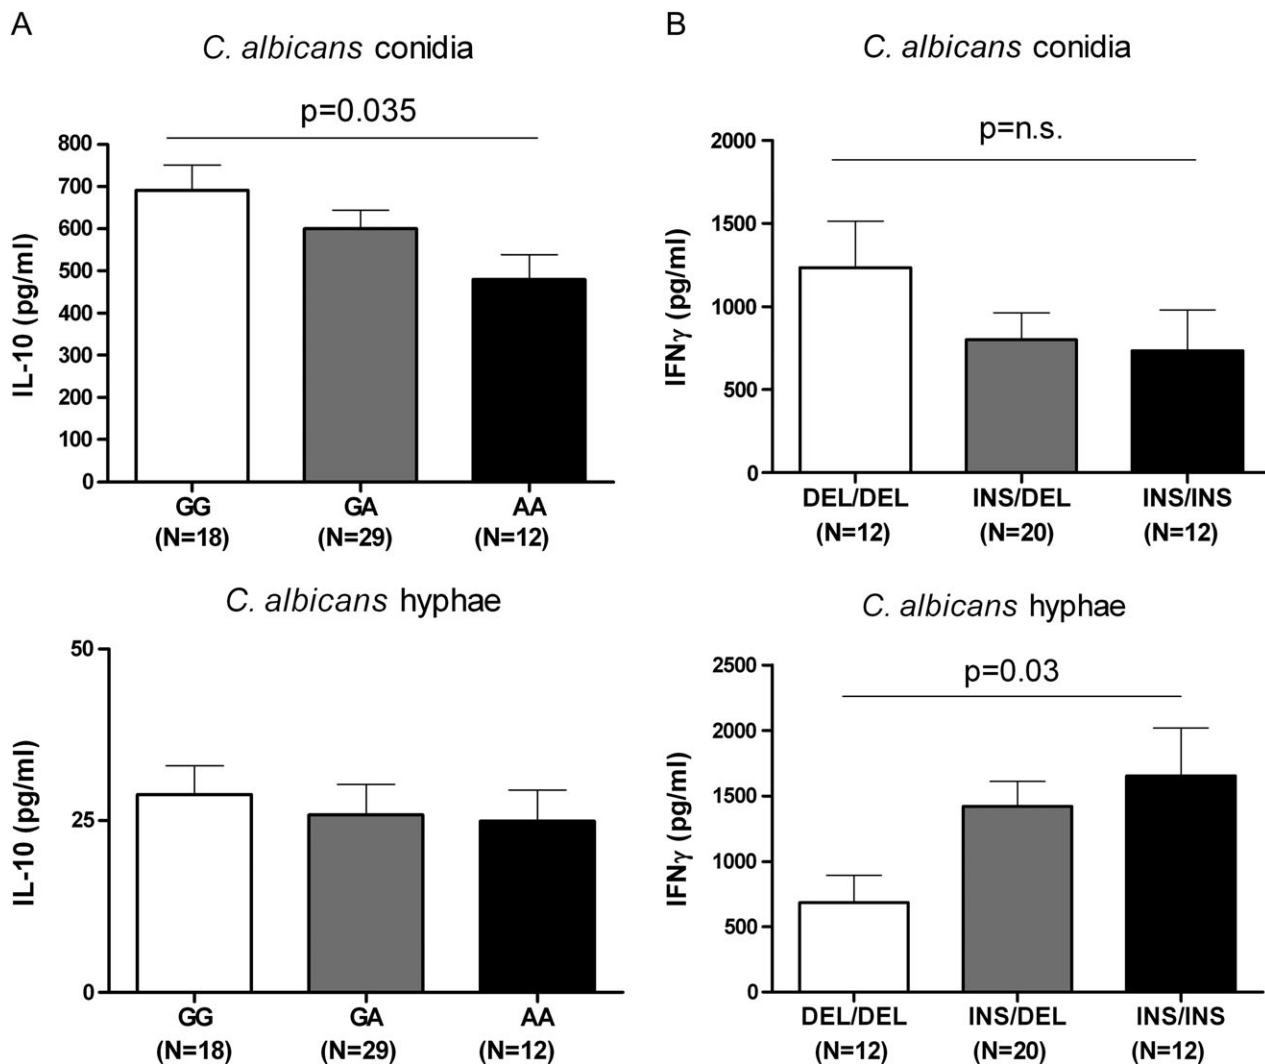 A
C. albicans conidia
p=0.035
800
700
600
500
400
300
200
100
0
IL-10 (pg/ml)
GG GA AA
(N=18) (N=29) (N=12)
B
C. albicans conidia
p=n.s.
2000
1500
1000
500
0
IFNγ (pg/ml)
DEL/DEL INS/DEL INS/INS
(N=12) (N=20) (N=12)
C. albicans hyphae
50
25
0
IL-10 (pg/ml)
GG GA AA
(N=18) (N=29) (N=12)
C. albicans hyphae
p=0.03
2500
2000
1500
1000
500
0
IFNγ (pg/ml)
DEL/DEL INS/DEL INS/INS
(N=12) (N=20) (N=12)